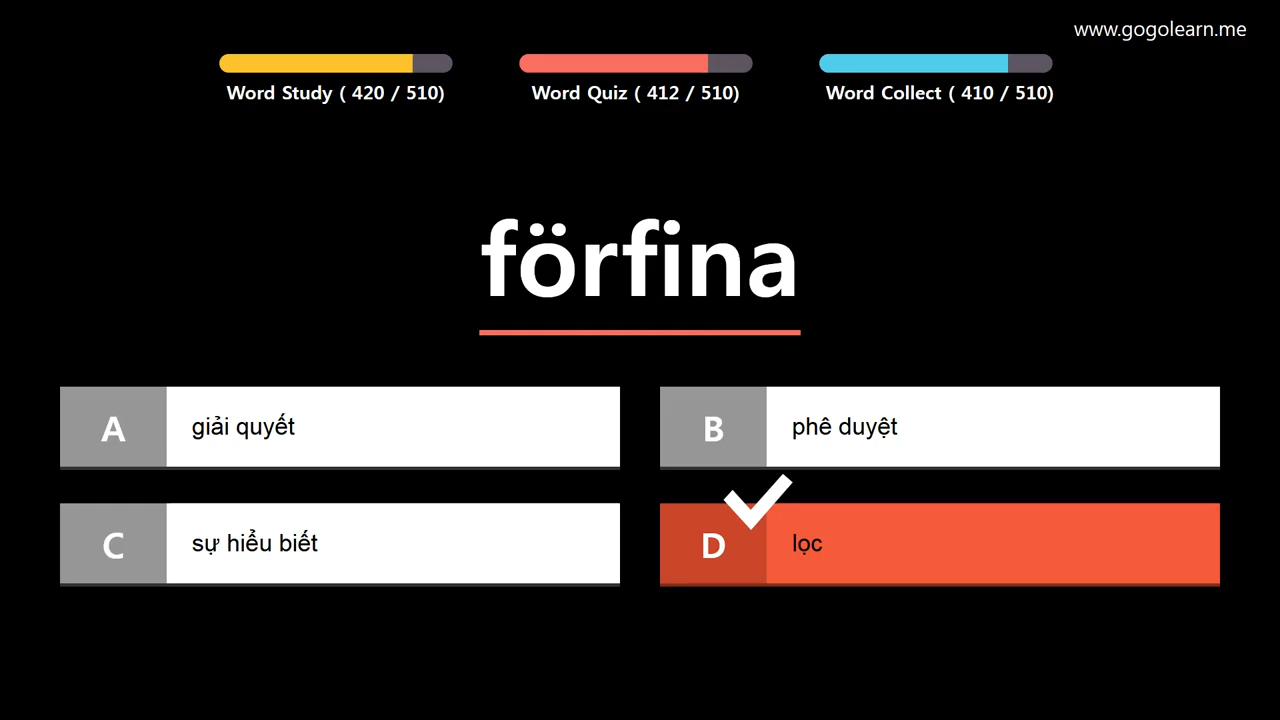 www.gogolearn.me
Word Study ( 420 / 510)
Word Quiz ( 412 / 510)
Word Collect ( 410 / 510)
förfina
A giải quyết
B phê duyệt
C sự hiểu biết
D lọc